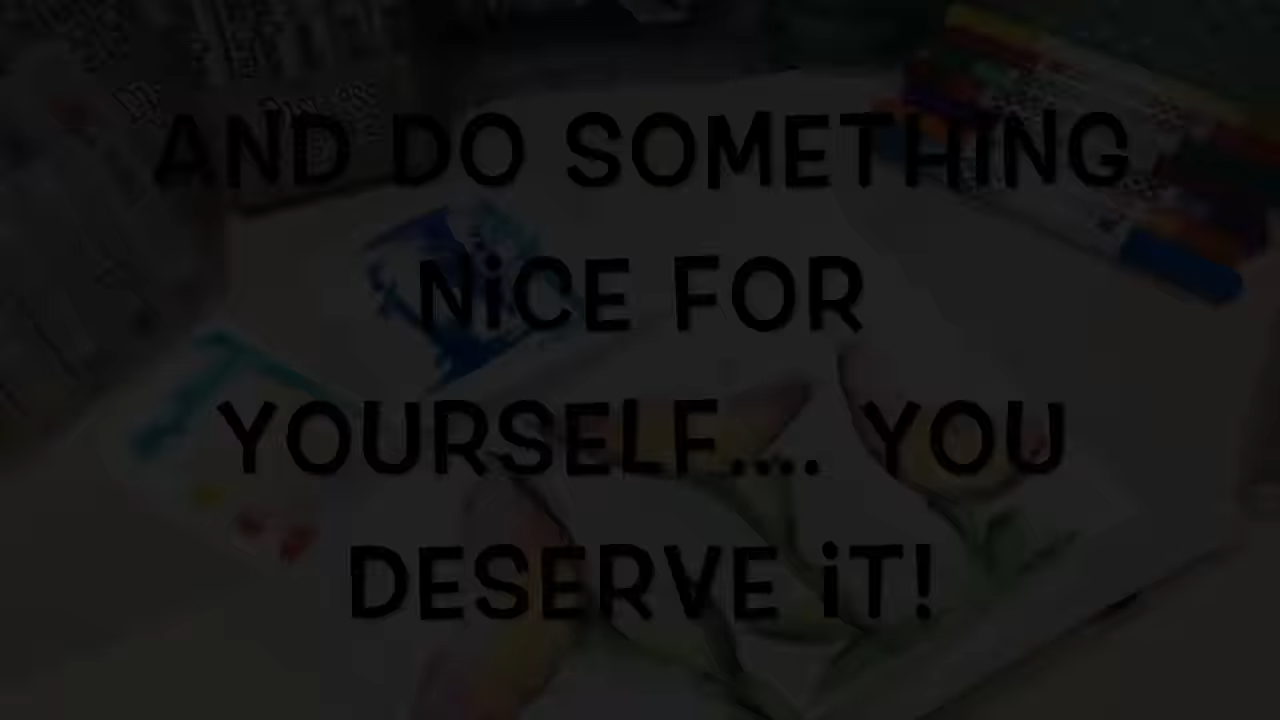 AND DO SOMETHING
NiCE FOR
YOURSELF.... YOU
DESERVE iT!